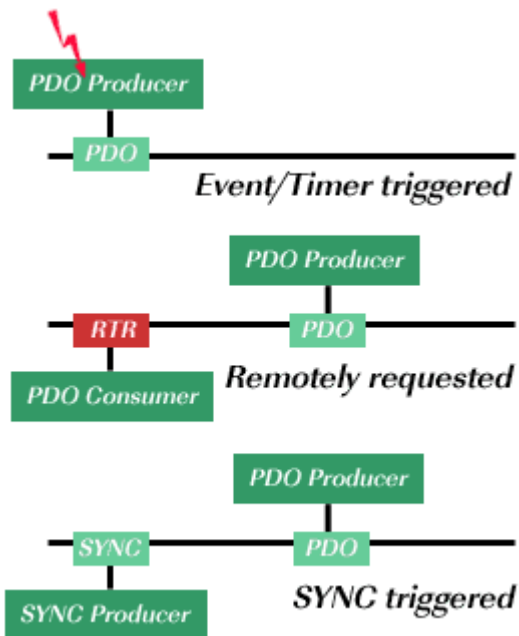 PDO Producer
PDO
Event/Timer triggered
PDO Producer
RTR
PDO
PDO Consumer
Remotely requested
PDO Producer
SYNC
PDO
SYNC Producer
SYNC triggered